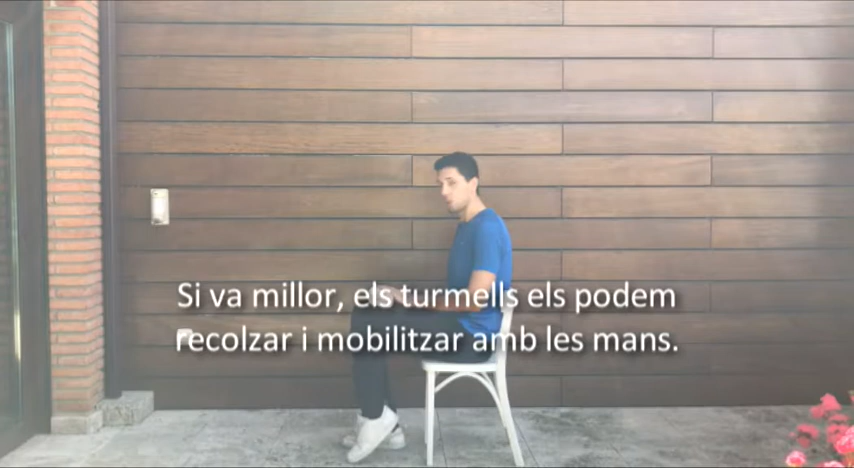 Si va millor, els turmells els podem
recolzar i mobilitzar amb les mans.